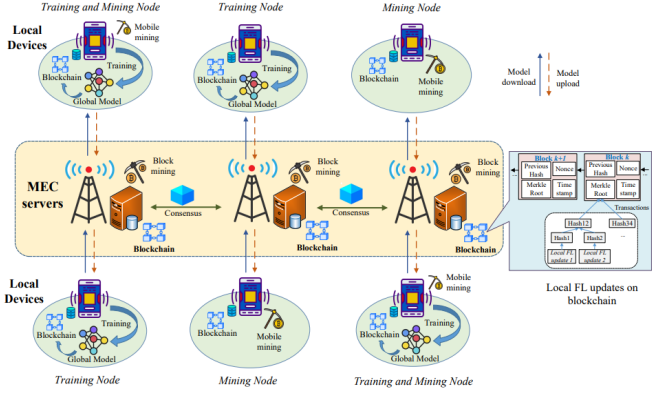 Training and Mining Node
Training Node
Mining Node
Local
Devices
Mobile
mining
Training
Blockchain
Global Model
Training
Blockchain
Global Model
Blockchain
Mobile
mining
Model
download
Model
upload
MEC
servers
Block
mining
Consensus
Blockchain
Block
mining
Consensus
Blockchain
Block
mining
Blockchain
Block k+1
Previous
Hash
Nonce
Merkle
Root
Time
stamp
Block k
Previous
Hash
Nonce
Merkle
Root
Time
stamp
Transactions
Hash12
Hash34
Hash1
Hash2
...
Local FL
update 1
Local FL
update 2
Local FL updates on
blockchain
Local
Devices
Training
Blockchain
Global Model
Blockchain
Mobile
mining
Mobile
mining
Training
Blockchain
Global Model
Training Node
Mining Node
Training and Mining Node